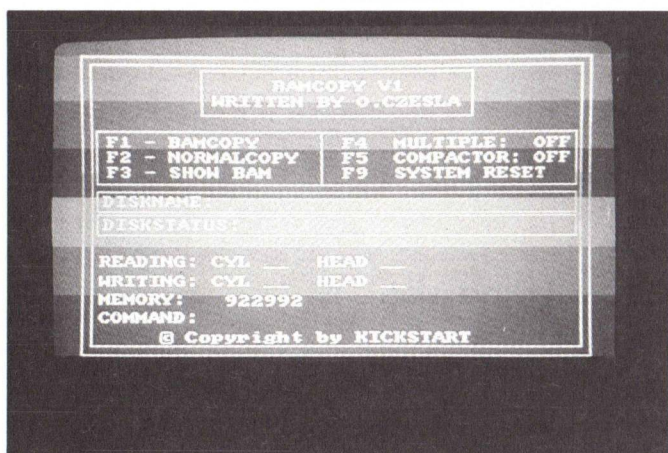 BAMCOPY V1
WRITTEN BY O.CZESLA
F1 - BAMCOPY
F2 - NORMALCOPY
F3 - SHOW BAM
F4 MULTIPLE: OFF
F5 COMPACTOR: OFF
F9 SYSTEM RESET
DISKNAME:
DISKSTATUS:
READING: CYL __ HEAD __
WRITING: CYL __ HEAD __
MEMORY: 922992
COMMAND:
© Copyright by KICKSTART